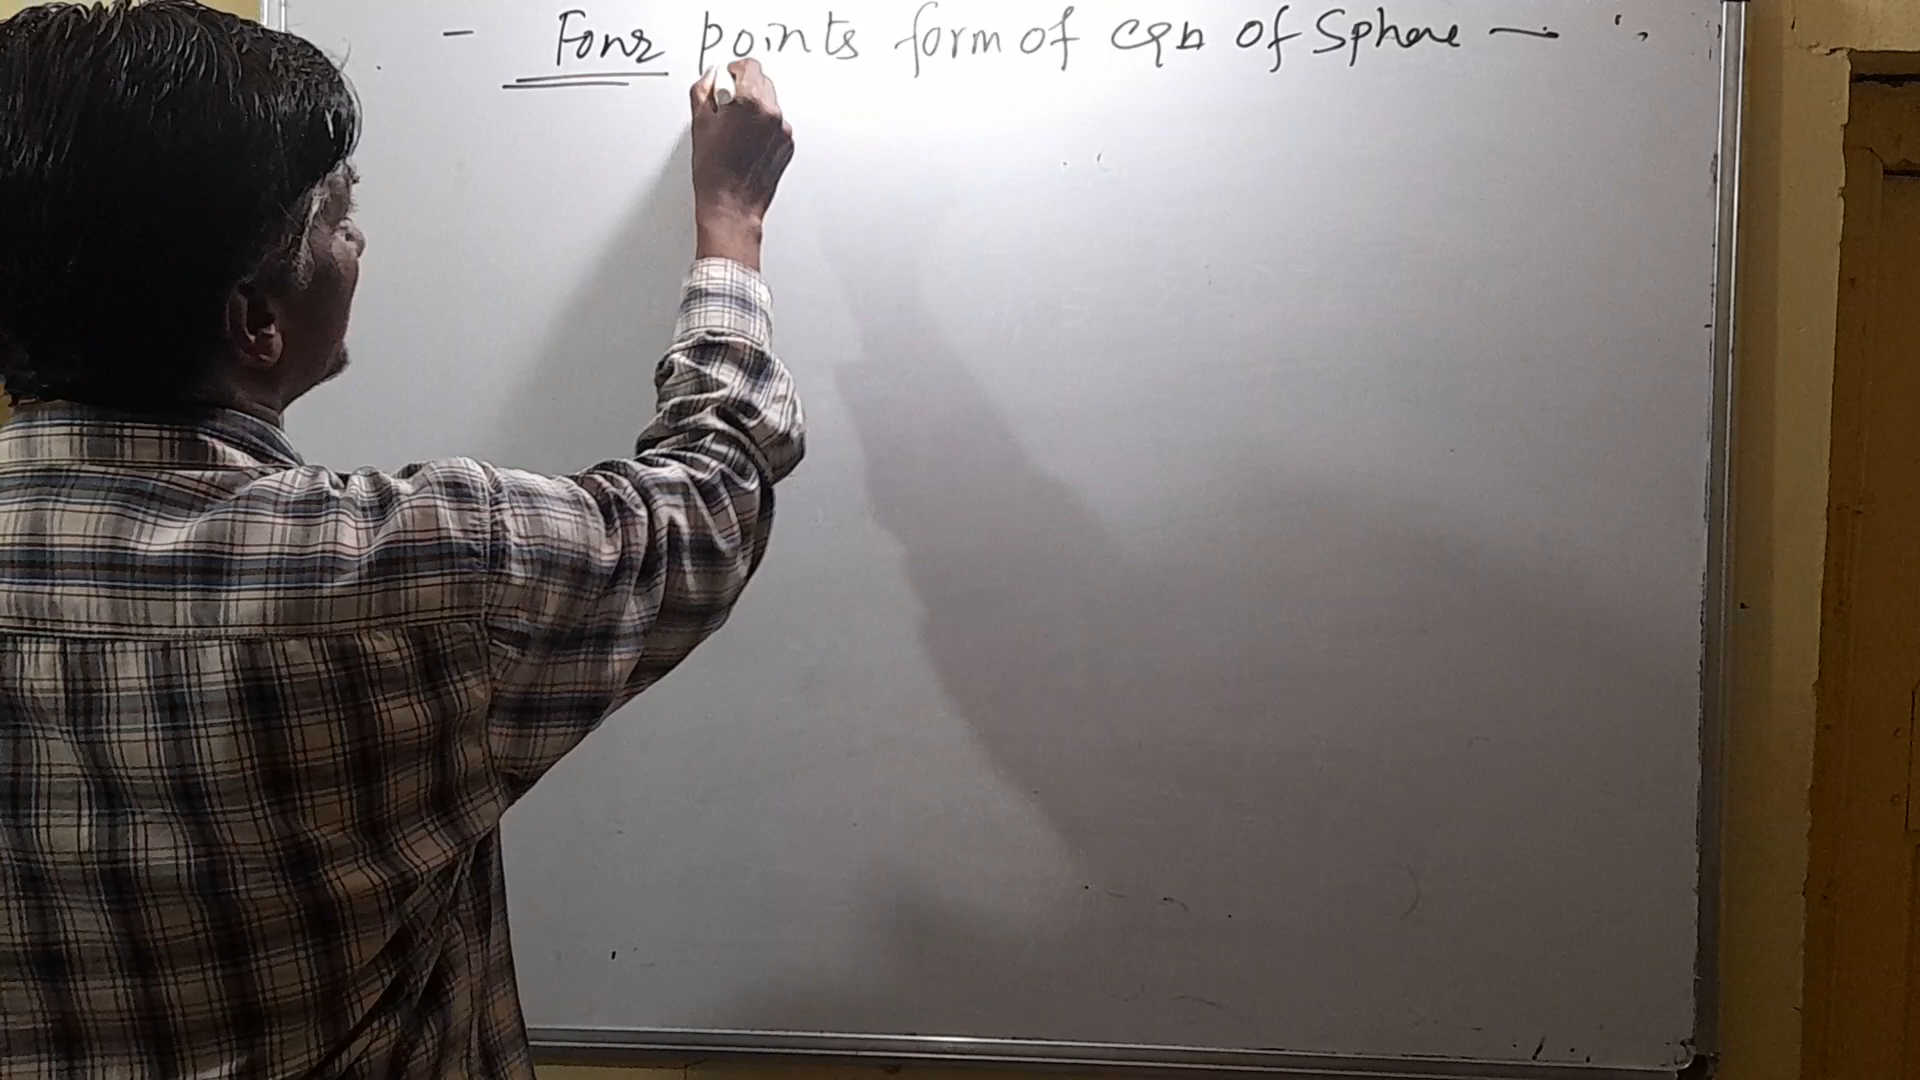 - Four points form of eqn of Sphere —